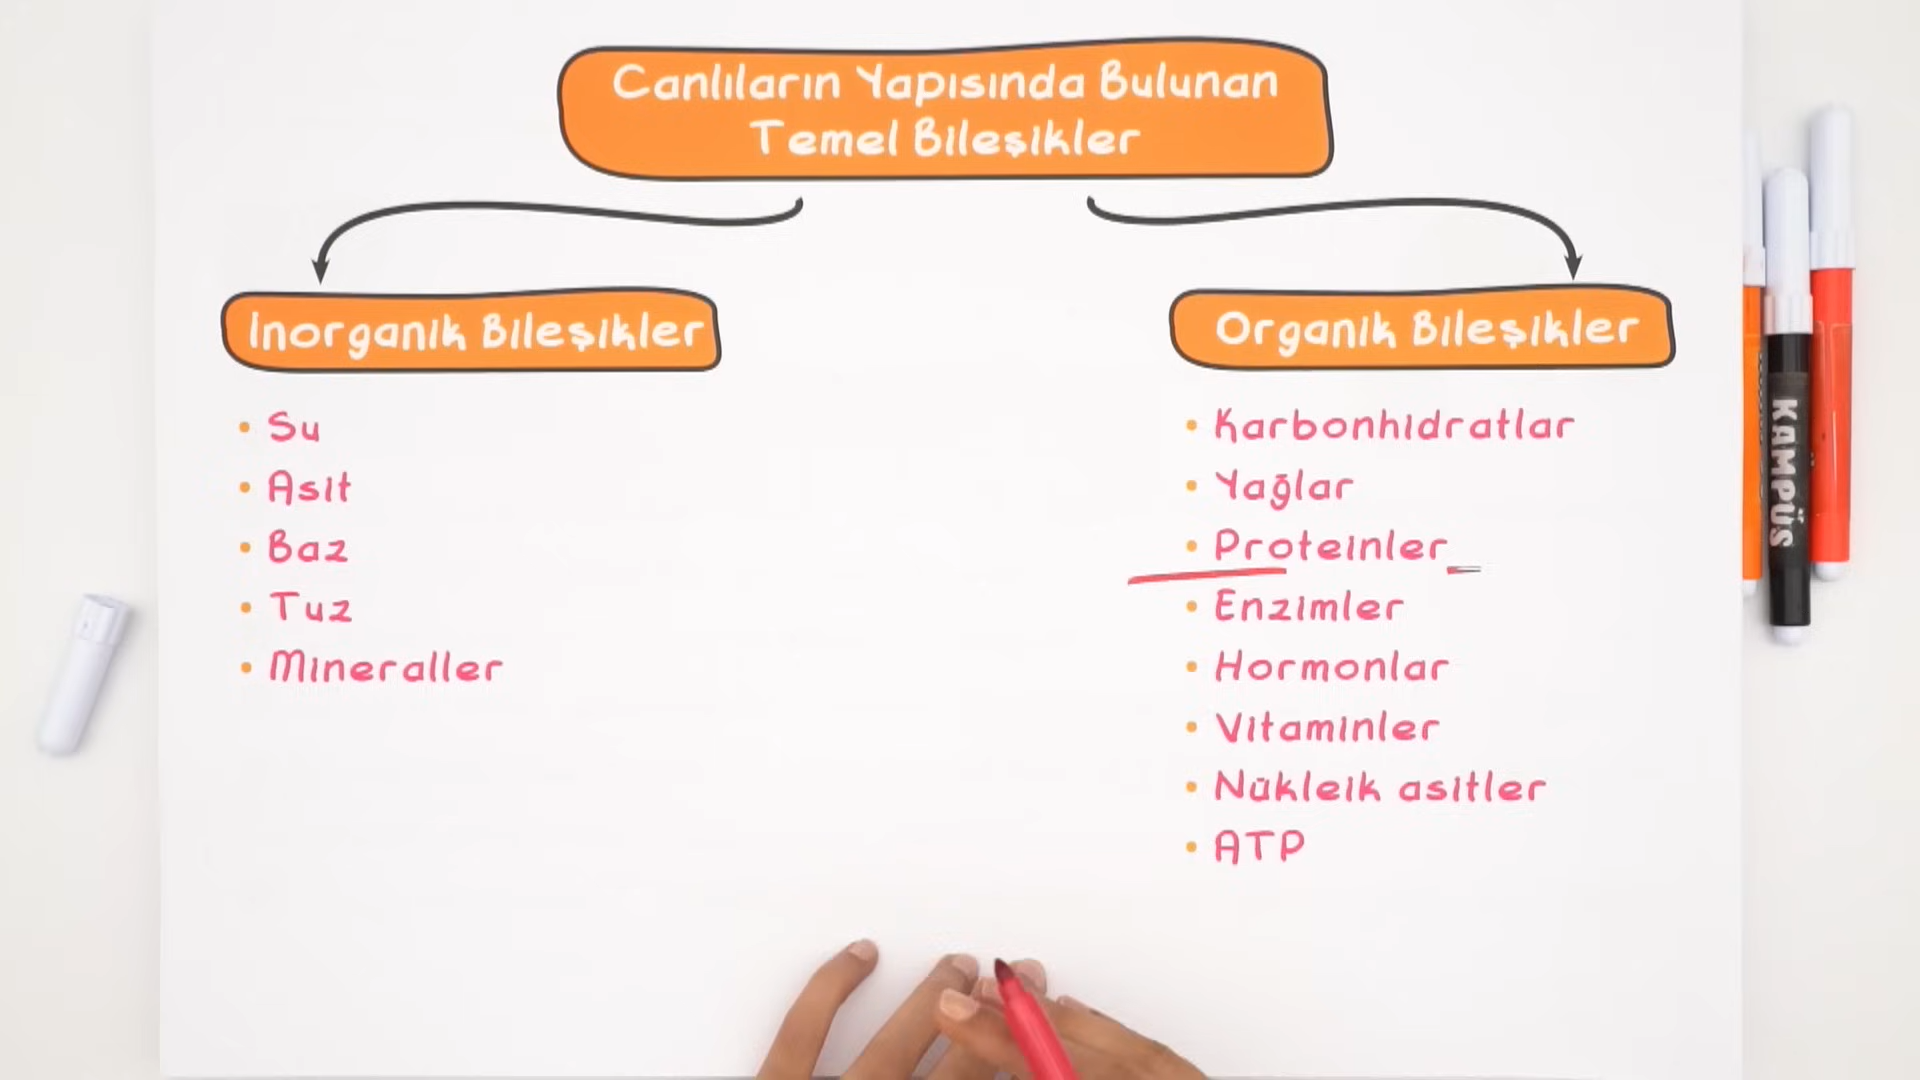 Canlıların Yapısında Bulunan
Temel Bileşikler
İnorganik Bileşikler
• Su
• Asit
• Baz
• Tuz
• Mineraller
Organik Bileşikler
• Karbonhidratlar
• Yağlar
• Proteinler
• Enzimler
• Hormonlar
• Vitaminler
• Nükleik asitler
• ATP
KAMPÜS